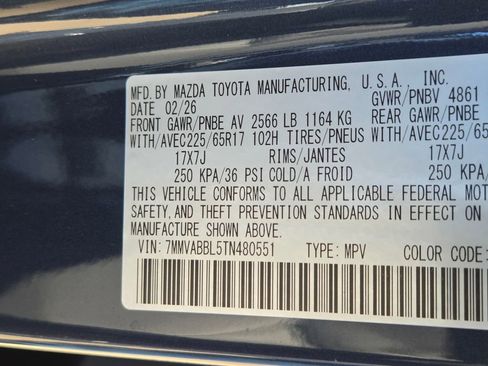 MFD. BY MAZDA TOYOTA MANUFACTURING, U.S.A. INC.
DATE 02/26 GVWR/PNBV 4861
FRONT GAWR/PNBE AV 2566 LB 1164 KG REAR GAWR/PNBE
WITH/AVEC225/65R17 102H TIRES/PNEUS WITH/AVEC225/65
17X7J RIMS/JANTES 17X7J
250 KPA/36 PSI COLD/A FROID 250 KPA/
THIS VEHICLE CONFORMS TO ALL APPLICABLE FEDERAL MOT
SAFETY, AND THEFT PREVENTION STANDARDS IN EFFECT ON
MANUFACTURE SHOWN ABOVE.
VIN: 7MMVABBL5TN480551 TYPE: MPV COLOR CODE: